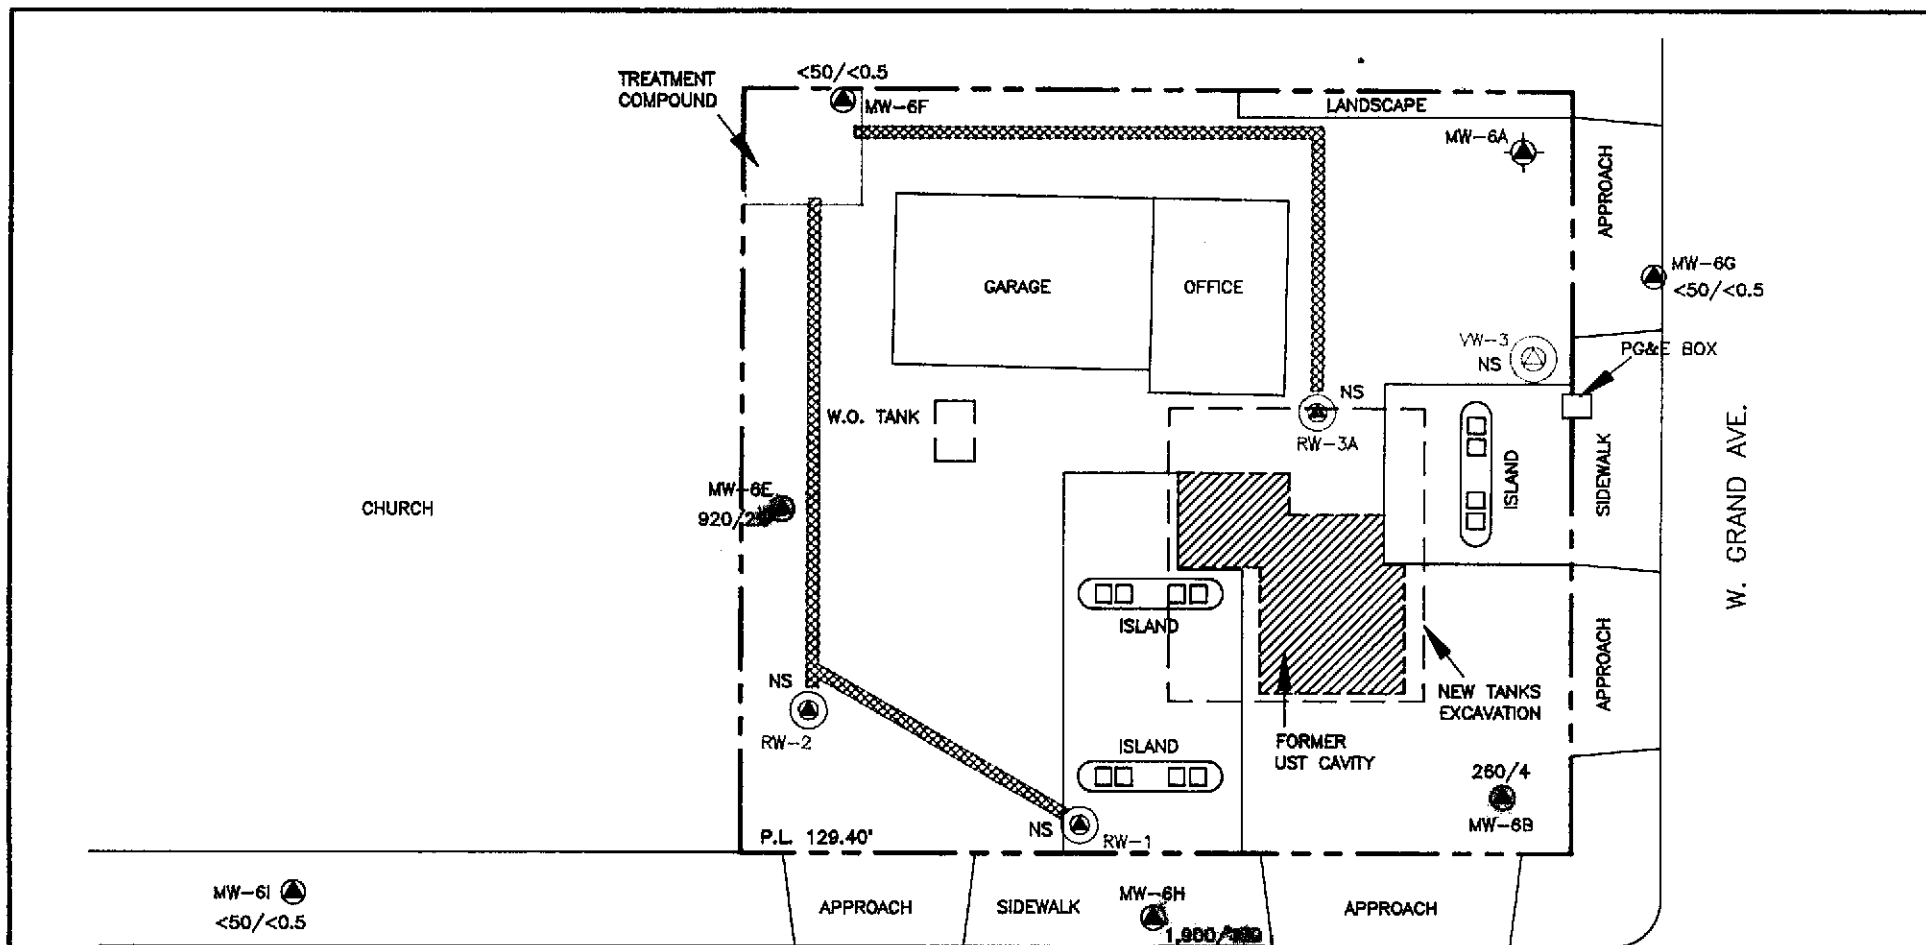 <50/<0.5
TREATMENT
COMPOUND
MW-6F
LANDSCAPE
MW-6A
APPROACH
MW-6G
<50/<0.5
GARAGE
OFFICE
VW-3
NS
PG&E BOX
NS
RW-3A
W.O. TANK
ISLAND
SIDEWALK
W. GRAND AVE.
CHURCH
MW-6E
ISLAND
APPROACH
NEW TANKS
EXCAVATION
NS
RW-2
ISLAND
FORMER
UST CAVITY
260/4
MW-6B
NS
RW-1
P.L. 129.40'
MW-6I
<50/<0.5
APPROACH
SIDEWALK
MW-6H
APPROACH